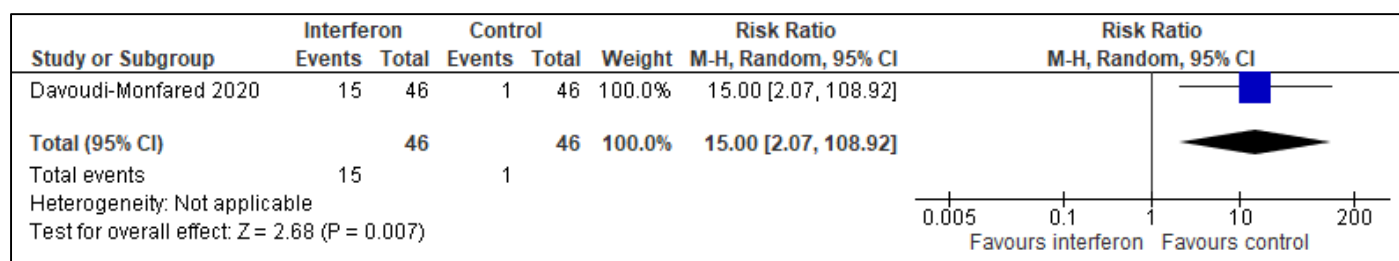 Interferon Control Risk Ratio Risk Ratio
Study or Subgroup Events Total Events Total Weight M-H, Random, 95% CI M-H, Random, 95% CI
Davoudi-Monfared 2020 15 46 1 46 100.0% 15.00 [2.07, 108.92]
Total (95% CI) 46 46 100.0% 15.00 [2.07, 108.92]
Total events 15 1
Heterogeneity: Not applicable
Test for overall effect: Z = 2.68 (P = 0.007)
0.005 0.1 1 10 200
Favours interferon Favours control